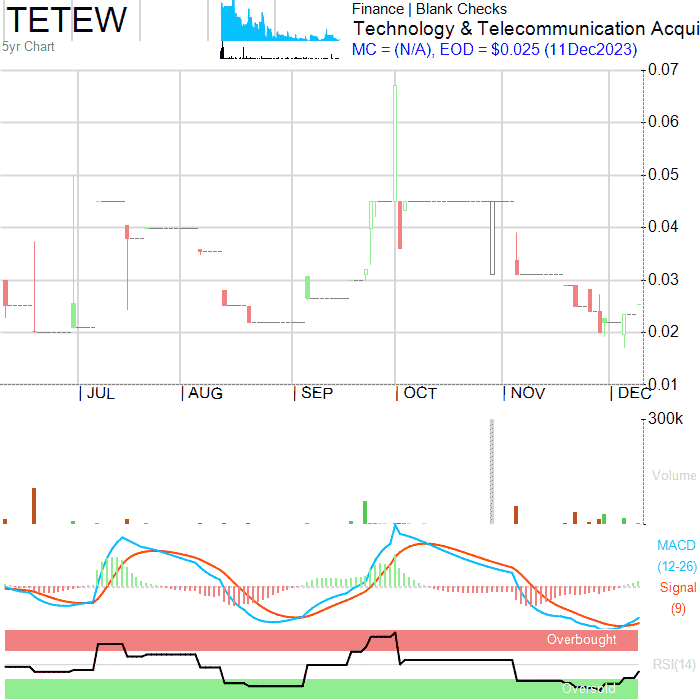 TETEW
5yr Chart
Finance | Blank Checks
Technology & Telecommunication Acqui
MC = (N/A), EOD = $0.025 (11Dec2023)
0.07
0.06
0.05
0.04
0.03
0.02
0.01
JUL
AUG
SEP
OCT
NOV
DEC
300k
Volume
MACD
(12-26)
Signal
(9)
Overbought
RSI(14)
Oversold